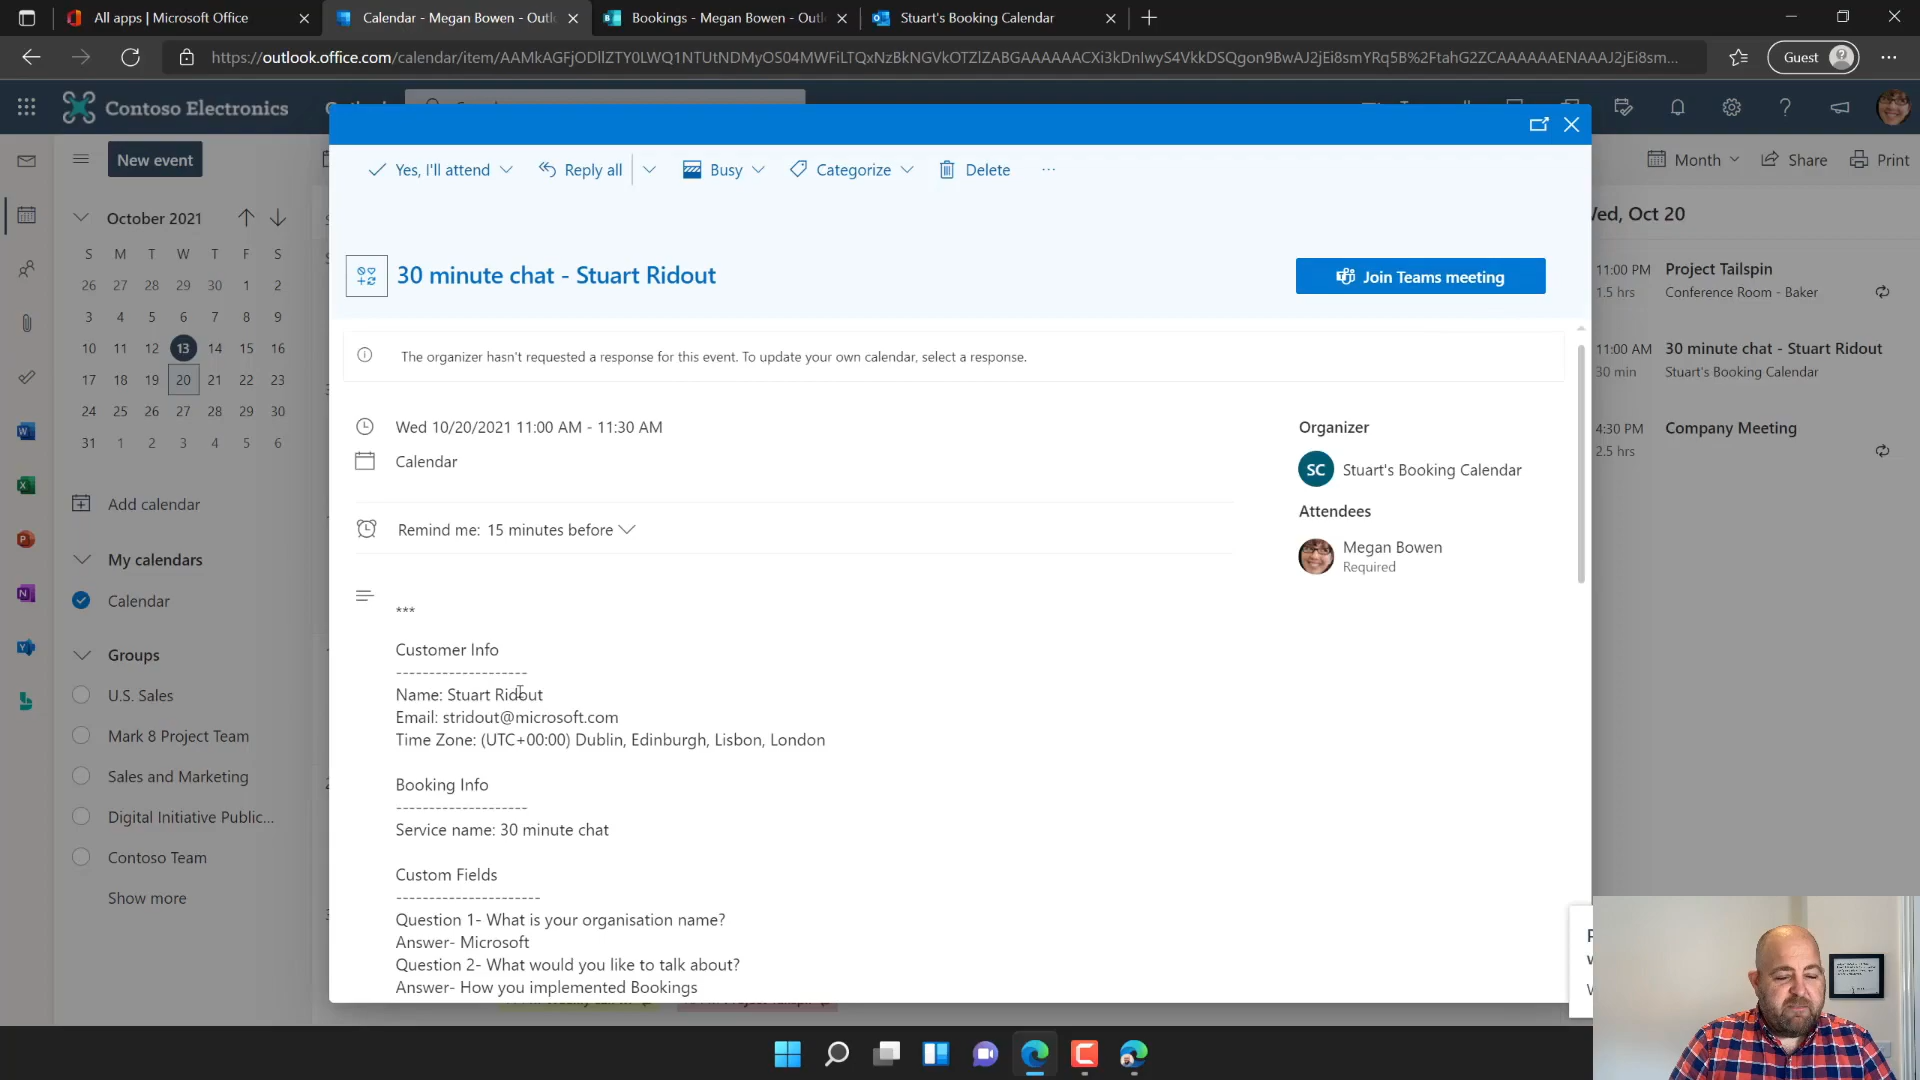 All apps | Microsoft Office
Calendar - Megan Bowen - Outl
Bookings - Megan Bowen - Outl
Stuart's Booking Calendar
https://outlook.office.com/calendar/item/AAMkAGFjODllZTY0LWQ1NTUtNDMyOS04MWFiLTQxNzBkNGVkOTZlZABGAAAAAACXi3kDnIwyS4VkkDSQgon9BwAJ2jEi8smYRq5B%2FtahG2ZCAAAAAAENAAAJ2jEi8sm...
Guest
Contoso Electronics
New event
Month
Share
Print
Yes, I'll attend
Reply all
Busy
Categorize
Delete
30 minute chat - Stuart Ridout
Join Teams meeting
The organizer hasn't requested a response for this event. To update your own calendar, select a response.
Wed 10/20/2021 11:00 AM - 11:30 AM
Calendar
Remind me: 15 minutes before
***
Customer Info
--------------------
Name: Stuart Ridout
Email: stridout@microsoft.com
Time Zone: (UTC+00:00) Dublin, Edinburgh, Lisbon, London
Booking Info
--------------------
Service name: 30 minute chat
Custom Fields
----------------------
Question 1- What is your organisation name?
Answer- Microsoft
Question 2- What would you like to talk about?
Answer- How you implemented Bookings
Organizer
SC
Stuart's Booking Calendar
Attendees
Megan Bowen
Required
October 2021
S M T W T F S
26 27 28 29 30 1 2
3 4 5 6 7 8 9
10 11 12 13 14 15 16
17 18 19 20 21 22 23
24 25 26 27 28 29 30
31 1 2 3 4 5 6
Add calendar
My calendars
Calendar
Groups
U.S. Sales
Mark 8 Project Team
Sales and Marketing
Digital Initiative Public...
Contoso Team
Show more
Wed, Oct 20
11:00 PM Project Tailspin
1.5 hrs Conference Room - Baker
11:00 AM 30 minute chat - Stuart Ridout
30 min Stuart's Booking Calendar
4:30 PM Company Meeting
2.5 hrs